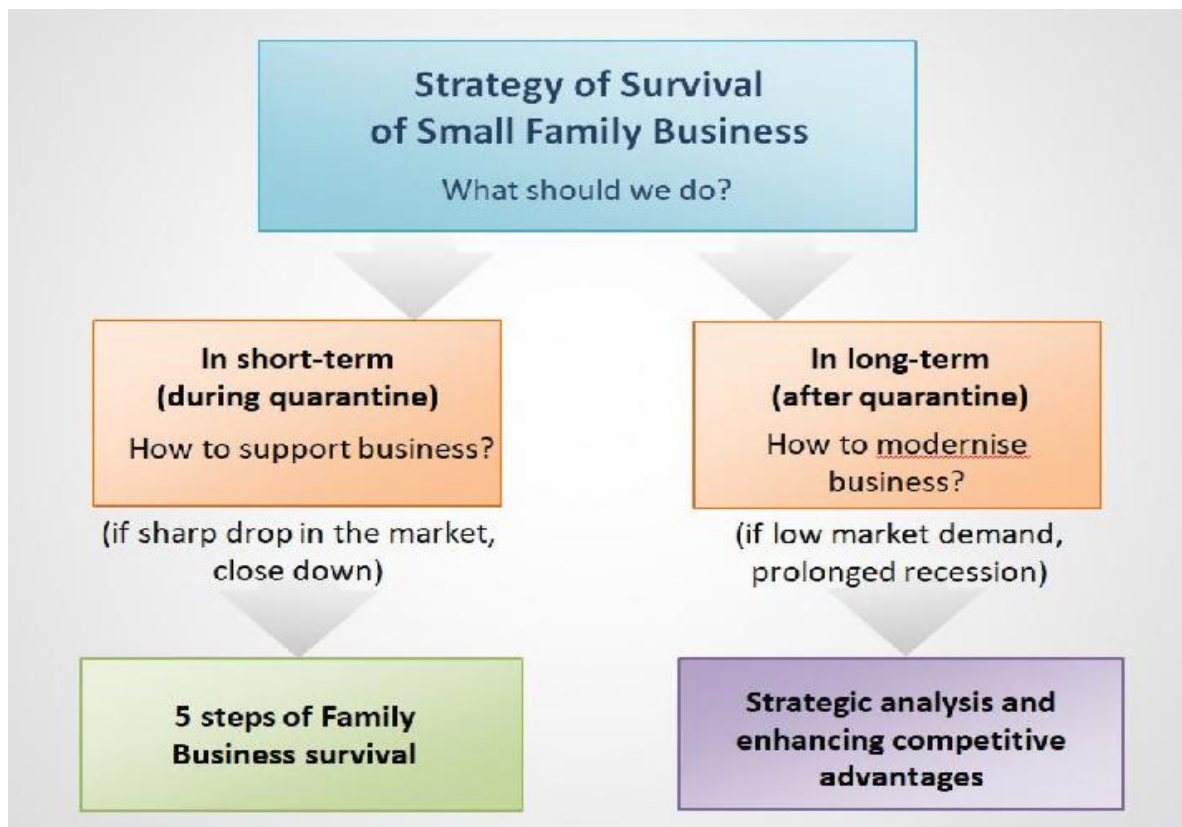 Strategy of Survival
of Small Family Business
What should we do?
In short-term
(during quarantine)
How to support business?
(if sharp drop in the market,
close down)
5 steps of Family
Business survival
In long-term
(after quarantine)
How to modernise
business?
(if low market demand,
prolonged recession)
Strategic analysis and
enhancing competitive
advantages